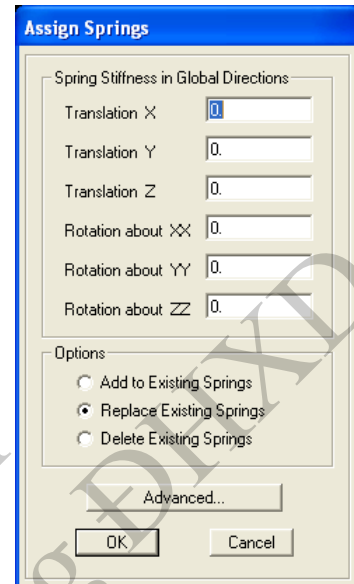 Assign Springs
Spring Stiffness in Global Directions
Translation X 0.
Translation Y 0.
Translation Z 0.
Rotation about XX 0.
Rotation about YY 0.
Rotation about ZZ 0.
Options
Add to Existing Springs
Replace Existing Springs
Delete Existing Springs
Advanced...
OK Cancel
ĐHXD